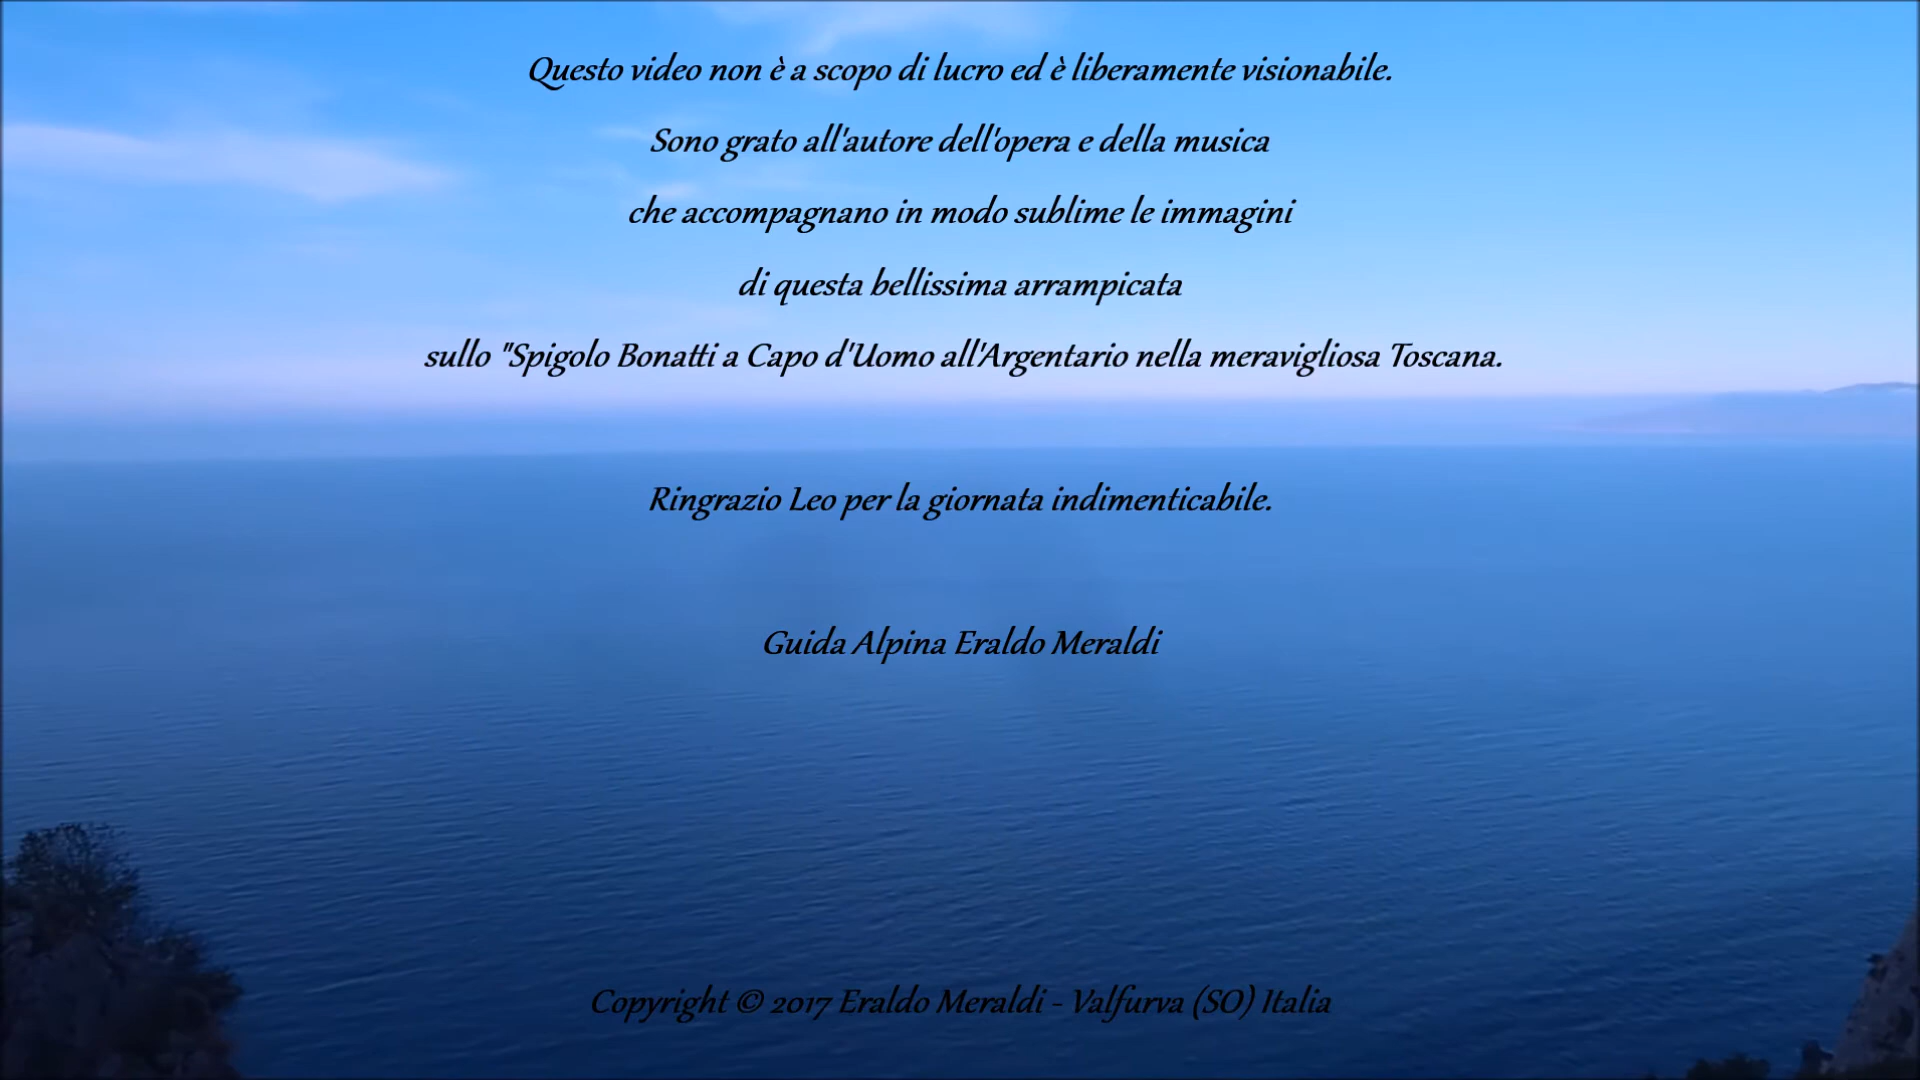 Questo video non è a scopo di lucro ed è liberamente visionabile.
Sono grato all'autore dell'opera e della musica
che accompagnano in modo sublime le immagini
di questa bellissima arrampicata
sullo "Spigolo Bonatti a Capo d'Uomo all'Argentario nella meravigliosa Toscana.
Ringrazio Leo per la giornata indimenticabile.
Guida Alpina Eraldo Meraldi
Copyright © 2017 Eraldo Meraldi - Valfurva (SO) Italia